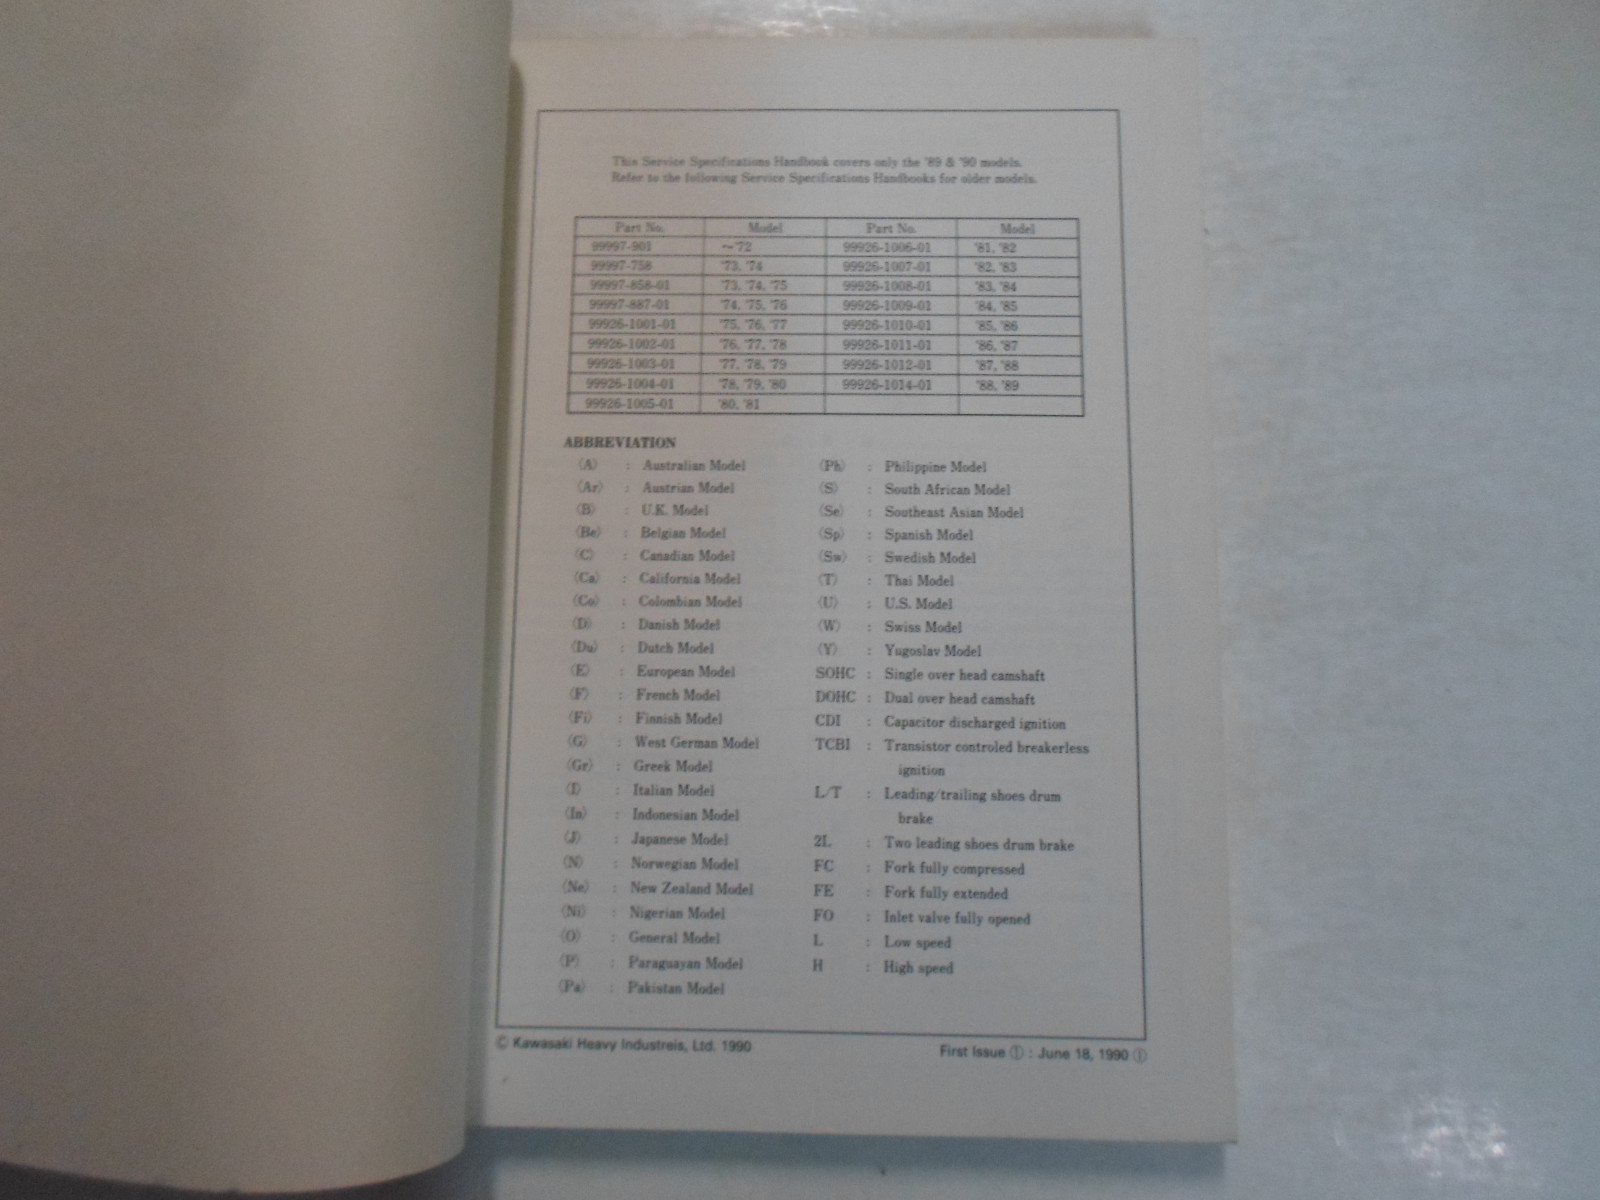 This Service Specifications Handbook covers only the '89 & '90 models.
Refer to the following Service Specifications Handbooks for older models.
Part No. Model Part No. Model
99997-901 ~'72 99926-1006-01 '81, '82
99997-758 '73, '74 99926-1007-01 '82, '83
99997-858-01 '73, '74, '75 99926-1008-01 '83, '84
99997-887-01 '74, '75, '76 99926-1009-01 '84, '85
99926-1001-01 '75, '76, '77 99926-1010-01 '85, '86
99926-1002-01 '76, '77, '78 99926-1011-01 '86, '87
99926-1003-01 '77, '78, '79 99926-1012-01 '87, '88
99926-1004-01 '78, '79, '80 99926-1014-01 '88, '89
99926-1005-01 '80, '81
ABBREVIATION
(A) : Australian Model
(Ar) : Austrian Model
(B) : U.K. Model
(Be) : Belgian Model
(C) : Canadian Model
(Ca) : California Model
(Co) : Colombian Model
(D) : Danish Model
(Du) : Dutch Model
(E) : European Model
(F) : French Model
(Fi) : Finnish Model
(G) : West German Model
(Gr) : Greek Model
(I) : Italian Model
(In) : Indonesian Model
(J) : Japanese Model
(N) : Norwegian Model
(Ne) : New Zealand Model
(Ni) : Nigerian Model
(O) : General Model
(P) : Paraguayan Model
(Pa) : Pakistan Model
(Ph) : Philippine Model
(S) : South African Model
(Se) : Southeast Asian Model
(Sp) : Spanish Model
(Sw) : Swedish Model
(T) : Thai Model
(U) : U.S. Model
(W) : Swiss Model
(Y) : Yugoslav Model
SOHC : Single over head camshaft
DOHC : Dual over head camshaft
CDI : Capacitor discharged ignition
TCBI : Transistor controled breakerless
ignition
L/T : Leading/trailing shoes drum
brake
2L : Two leading shoes drum brake
FC : Fork fully compressed
FE : Fork fully extended
FO : Inlet valve fully opened
L : Low speed
H : High speed
© Kawasaki Heavy Industreis, Ltd. 1990
First Issue ① : June 18, 1990 ①